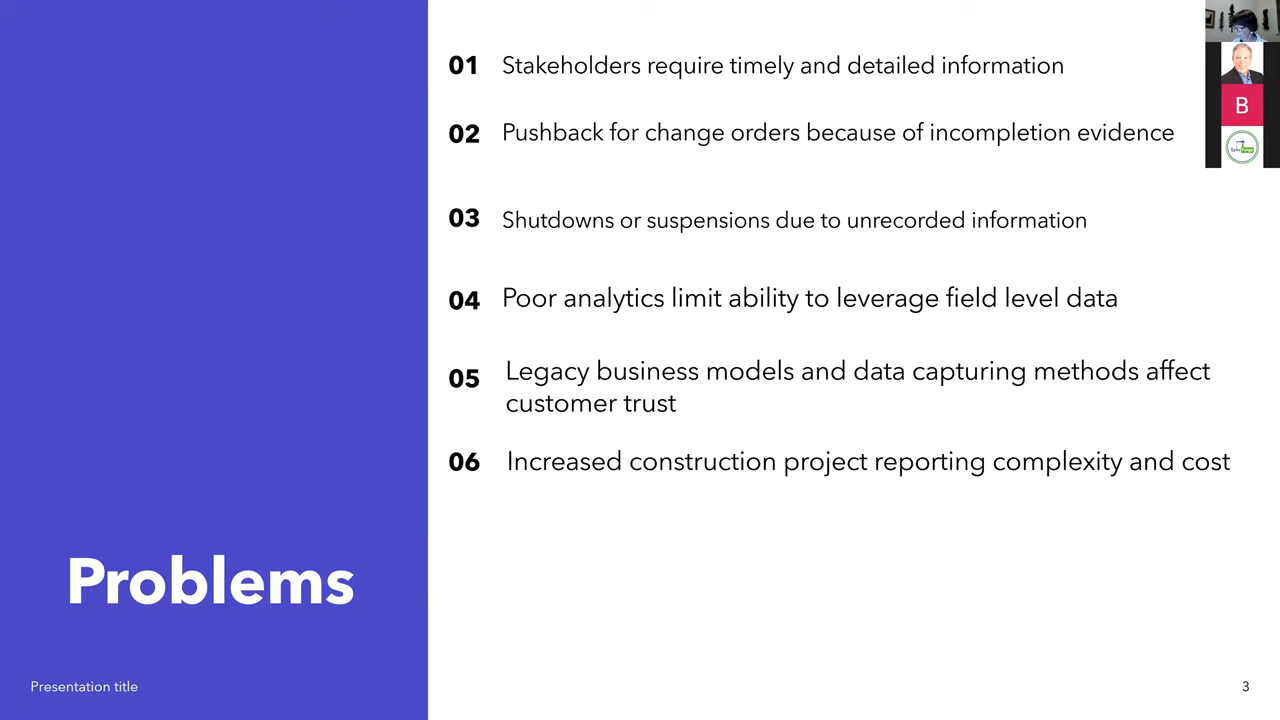 01 Stakeholders require timely and detailed information
02 Pushback for change orders because of incompletion evidence
03 Shutdowns or suspensions due to unrecorded information
04 Poor analytics limit ability to leverage field level data
05 Legacy business models and data capturing methods affect
customer trust
06 Increased construction project reporting complexity and cost
Problems
Presentation title
3
B